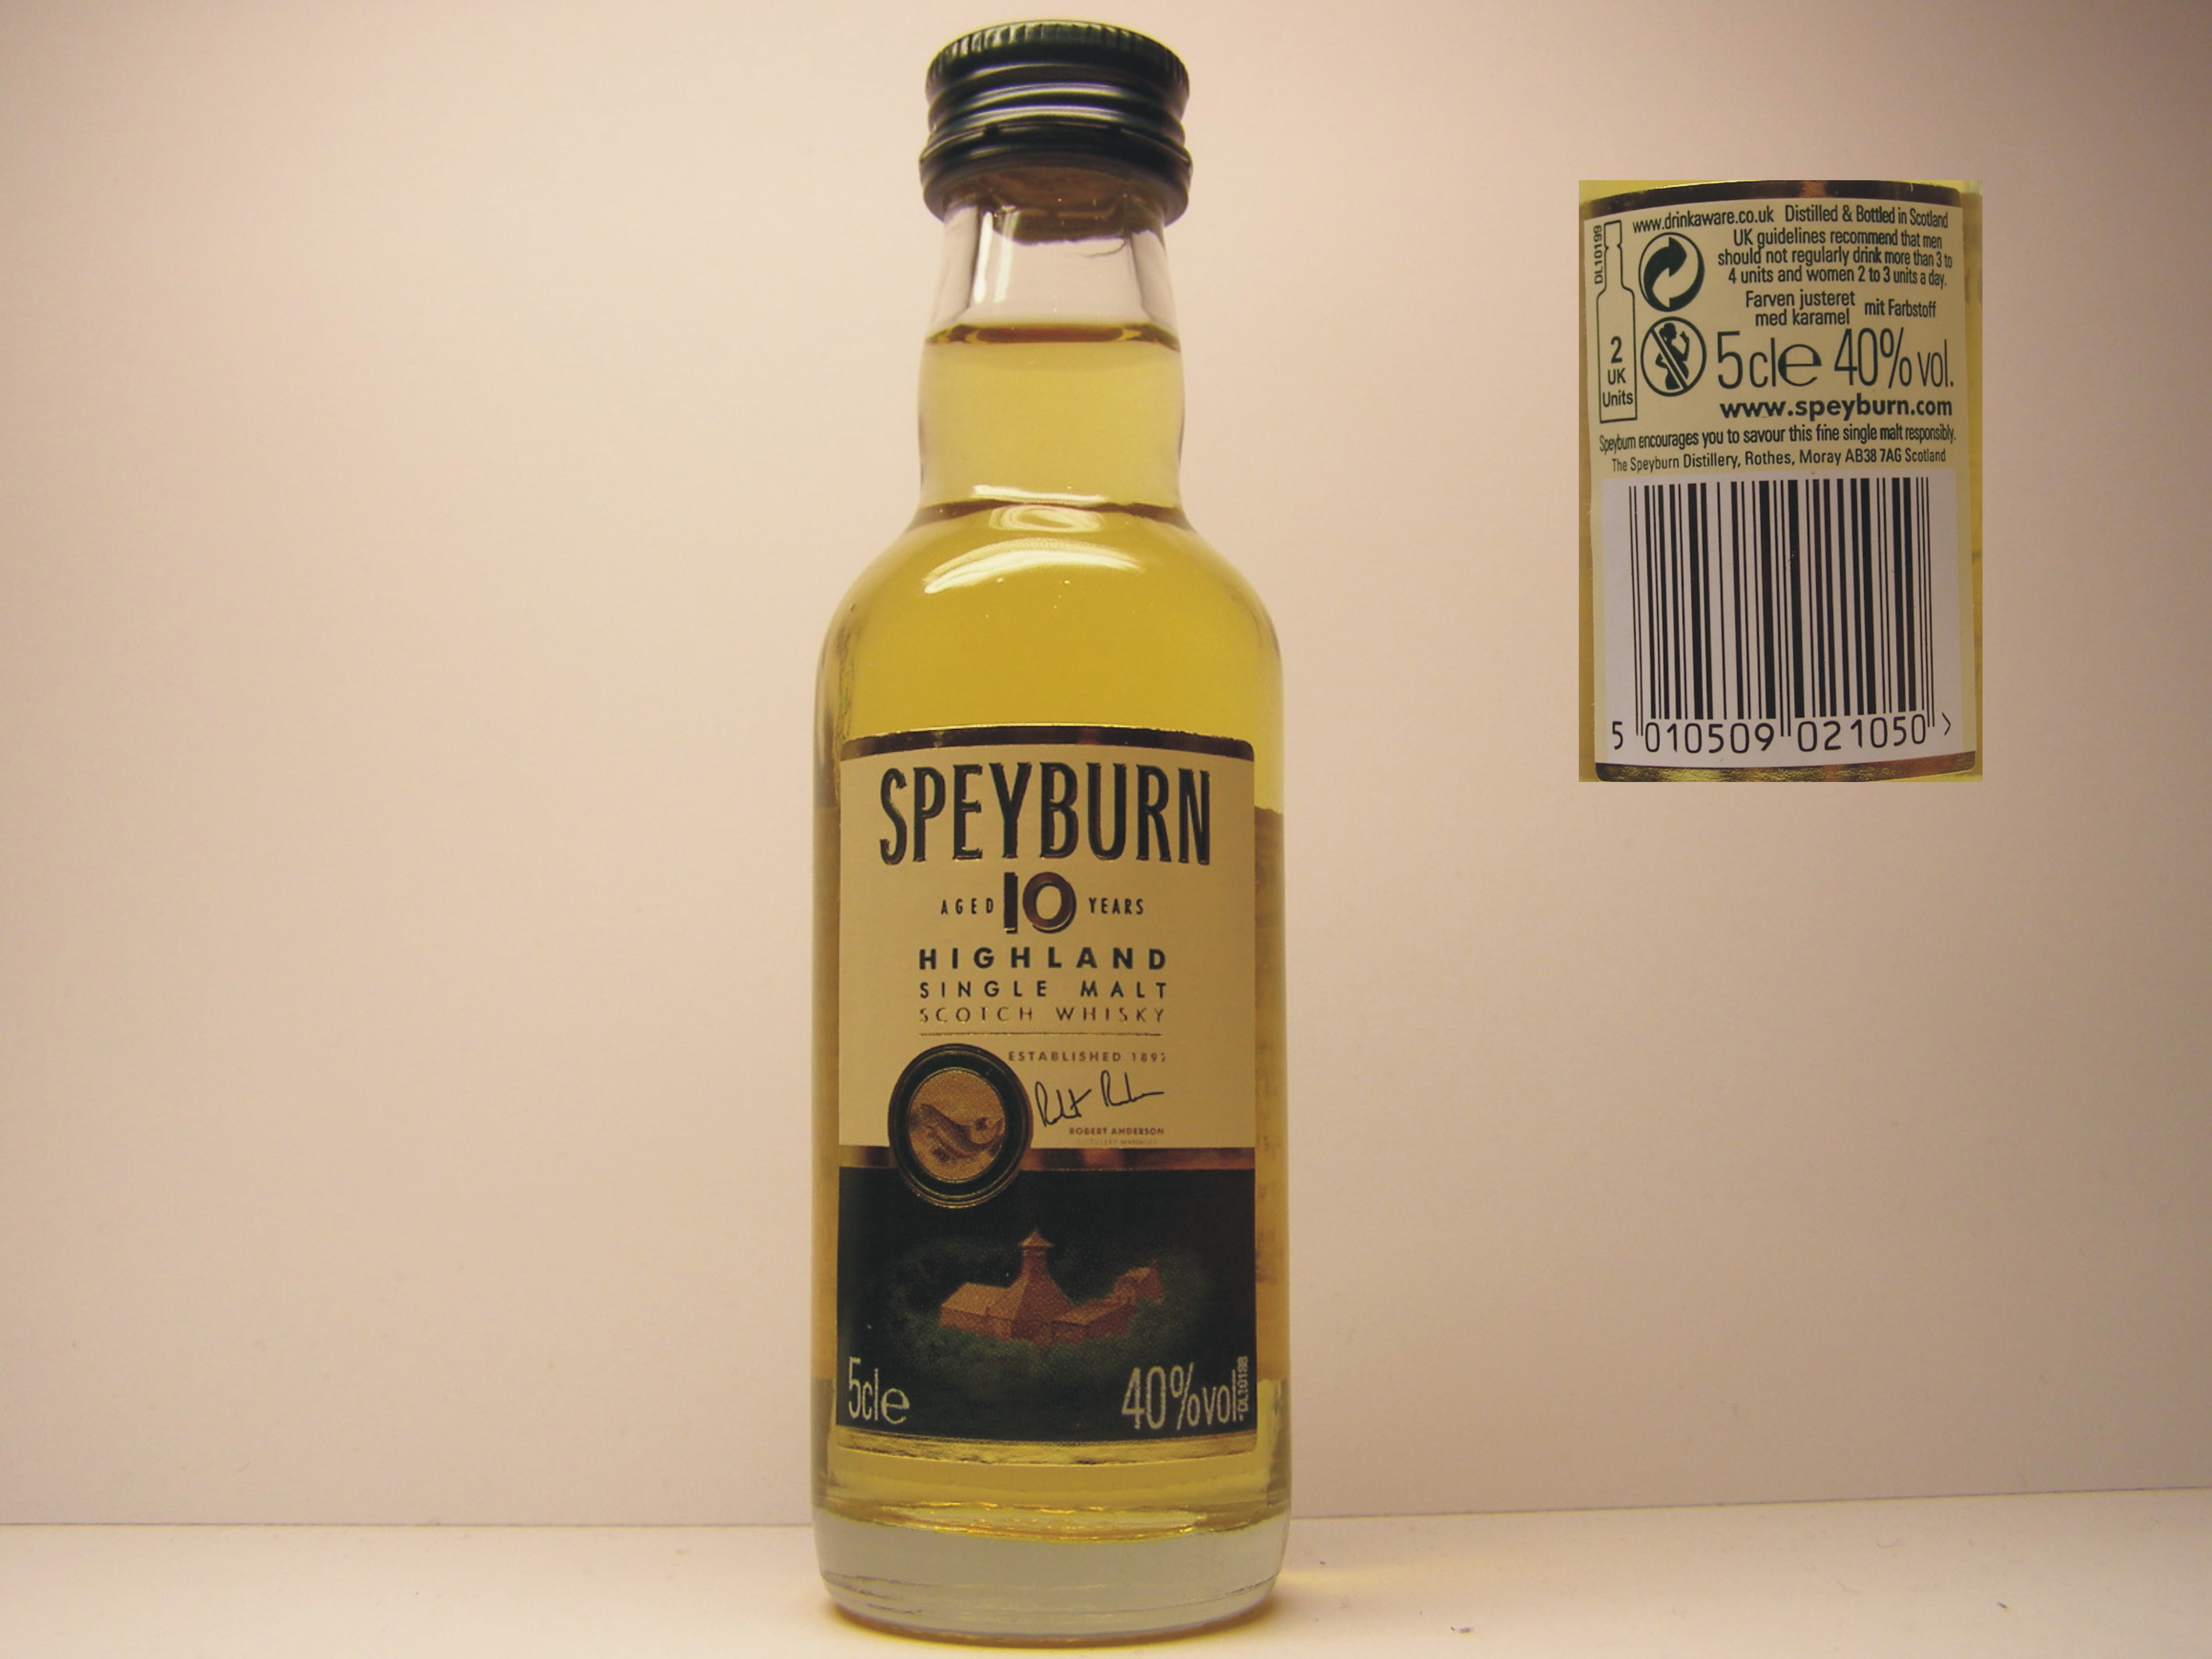 SPEYBURN
AGED 10 YEARS
HIGHLAND
SINGLE MALT
SCOTCH WHISKY
ESTABLISHED 1897
ROBERT ANDERSON
DISTILLERY MANAGER
5cle 40%vol.
DL10198
www.drinkaware.co.uk Distilled & Bottled in Scotland
UK guidelines recommend that men
should not regularly drink more than 3 to
4 units and women 2 to 3 units a day.
Farven justeret
med karamel
mit Farbstoff
DL10199
2
UK
Units
5cle 40% vol.
www.speyburn.com
Speyburn encourages you to savour this fine single malt responsibly.
The Speyburn Distillery, Rothes, Moray AB38 7AG Scotland
5 010509 021050 >